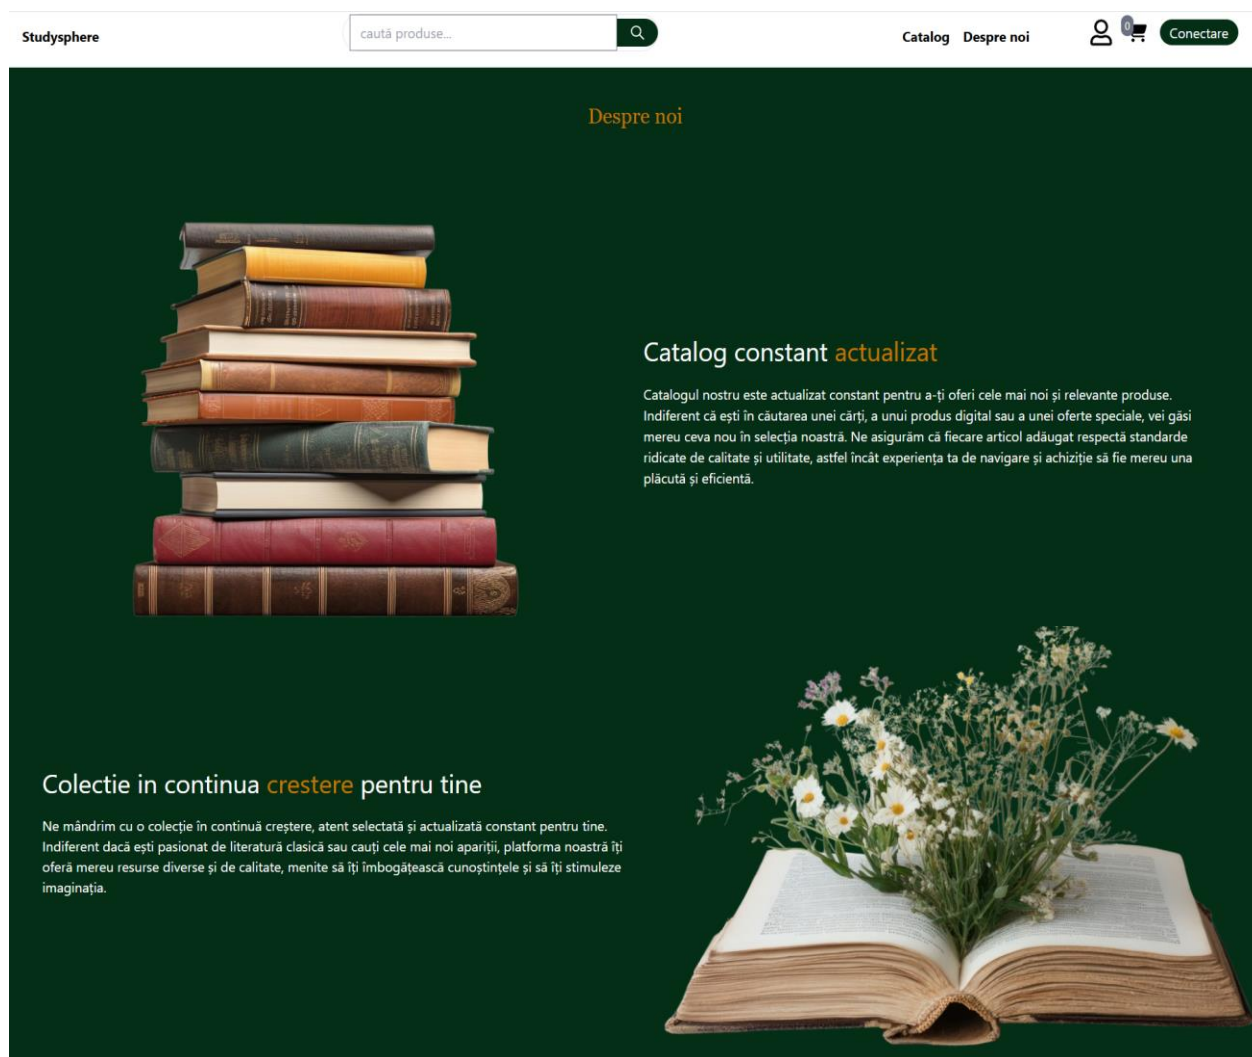 Studysphere
caută produse...
Catalog Despre noi
0
Conectare
Despre noi
Catalog constant actualizat
Catalogul nostru este actualizat constant pentru a-ți oferi cele mai noi și relevante produse.
Indiferent că ești în căutarea unei cărți, a unui produs digital sau a unei oferte speciale, vei găsi
mereu ceva nou în selecția noastră. Ne asigurăm că fiecare articol adăugat respectă standarde
ridicate de calitate și utilitate, astfel încât experiența ta de navigare și achiziție să fie mereu una
plăcută și eficientă.
Colectie in continua crestere pentru tine
Ne mândrim cu o colecție în continuă creștere, atent selectată și actualizată constant pentru tine.
Indiferent dacă ești pasionat de literatură clasică sau cauți cele mai noi apariții, platforma noastră îți
oferă mereu resurse diverse și de calitate, menite să îți îmbogățească cunoștințele și să îți stimuleze
imaginația.